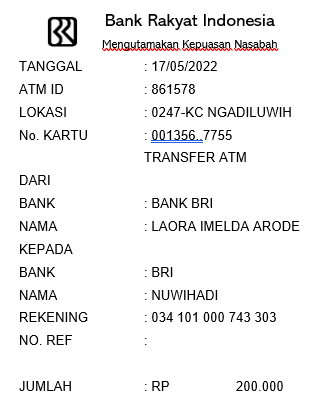 Bank Rakyat Indonesia
Mengutamakan Kepuasan Nasabah
TANGGAL : 17/05/2022
ATM ID : 861578
LOKASI : 0247-KC NGADILUWIH
No. KARTU : 001356..7755
TRANSFER ATM
DARI
BANK : BANK BRI
NAMA : LAORA IMELDA ARODE
KEPADA
BANK : BRI
NAMA : NUWIHADI
REKENING : 034 101 000 743 303
NO. REF :
JUMLAH : RP 200.000